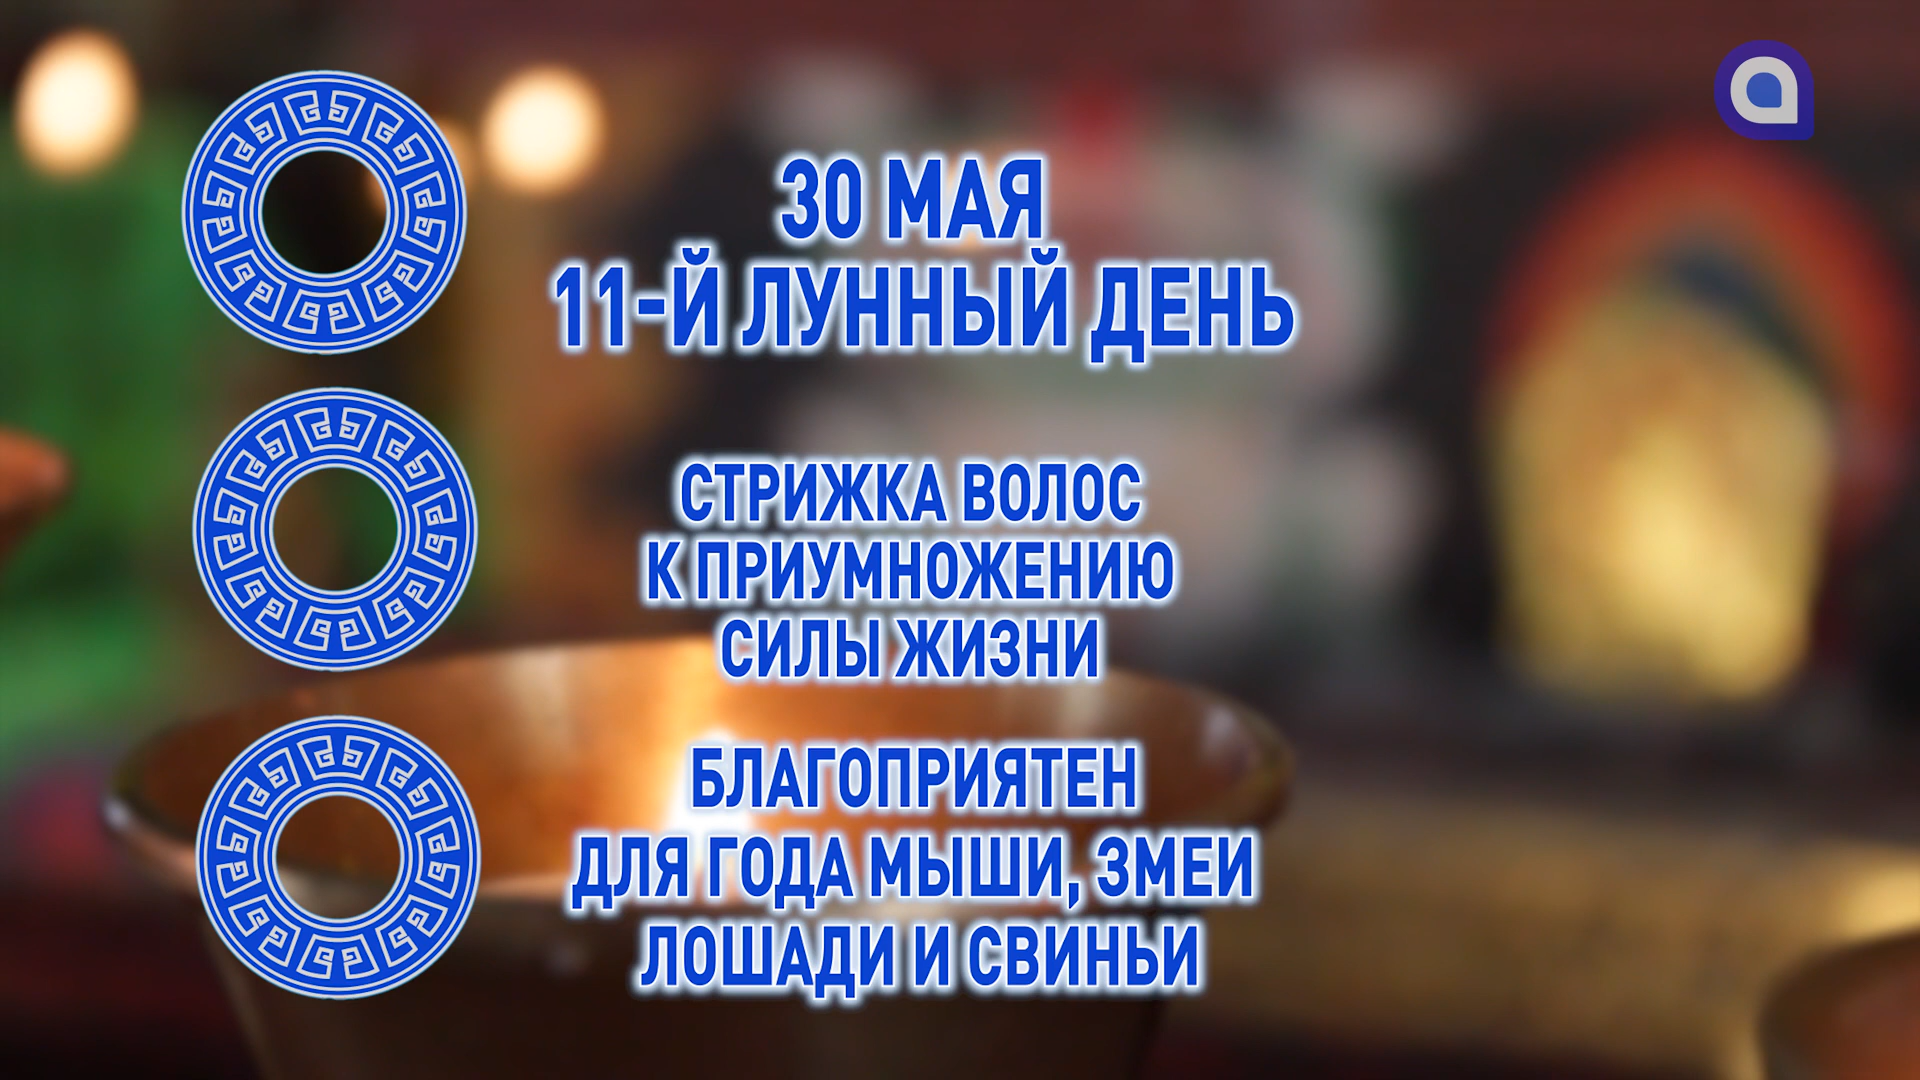 30 МАЯ
11-Й ЛУННЫЙ ДЕНЬ
СТРИЖКА ВОЛОС
К ПРИУМНОЖЕНИЮ
СИЛЫ ЖИЗНИ
БЛАГОПРИЯТЕН
ДЛЯ ГОДА МЫШИ, ЗМЕИ
ЛОШАДИ И СВИНЬИ